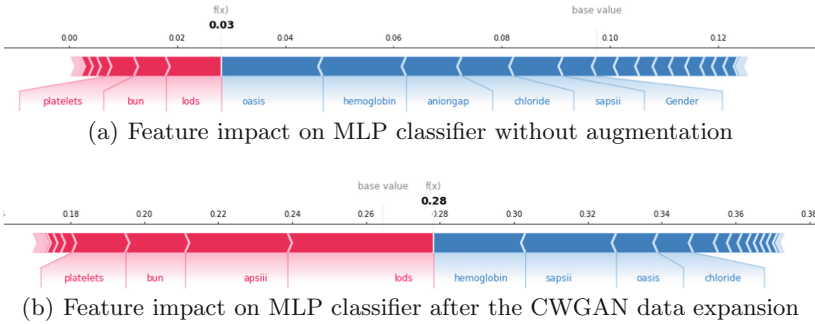 f(x) base value
0.03
0.00 0.02 0.04 0.06 0.08 0.10 0.12
platelets bun lods oasis hemoglobin aniongap chloride sapsii Gender
(a) Feature impact on MLP classifier without augmentation
base value f(x)
0.28
0.18 0.20 0.22 0.24 0.26 0.28 0.30 0.32 0.34 0.36 0.38
platelets bun apsiii lods hemoglobin sapsii oasis chloride
(b) Feature impact on MLP classifier after the CWGAN data expansion